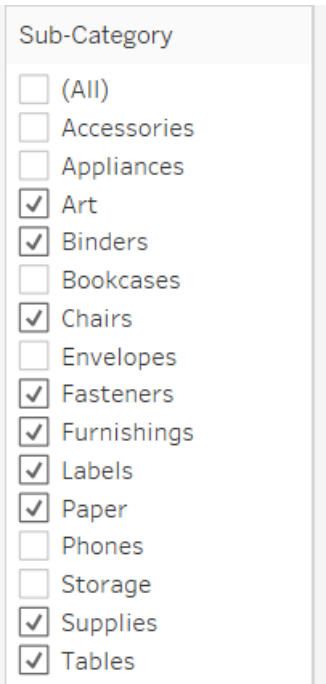 Sub-Category
(All)
Accessories
Appliances
Art
Binders
Bookcases
Chairs
Envelopes
Fasteners
Furnishings
Labels
Paper
Phones
Storage
Supplies
Tables